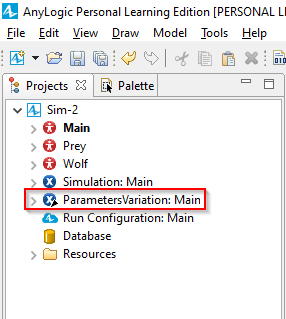 AnyLogic Personal Learning Edition [PERSONAL LE
File Edit View Draw Model Tools Help
Projects Palette
Sim-2
Main
Prey
Wolf
Simulation: Main
ParametersVariation: Main
Run Configuration: Main
Database
Resources